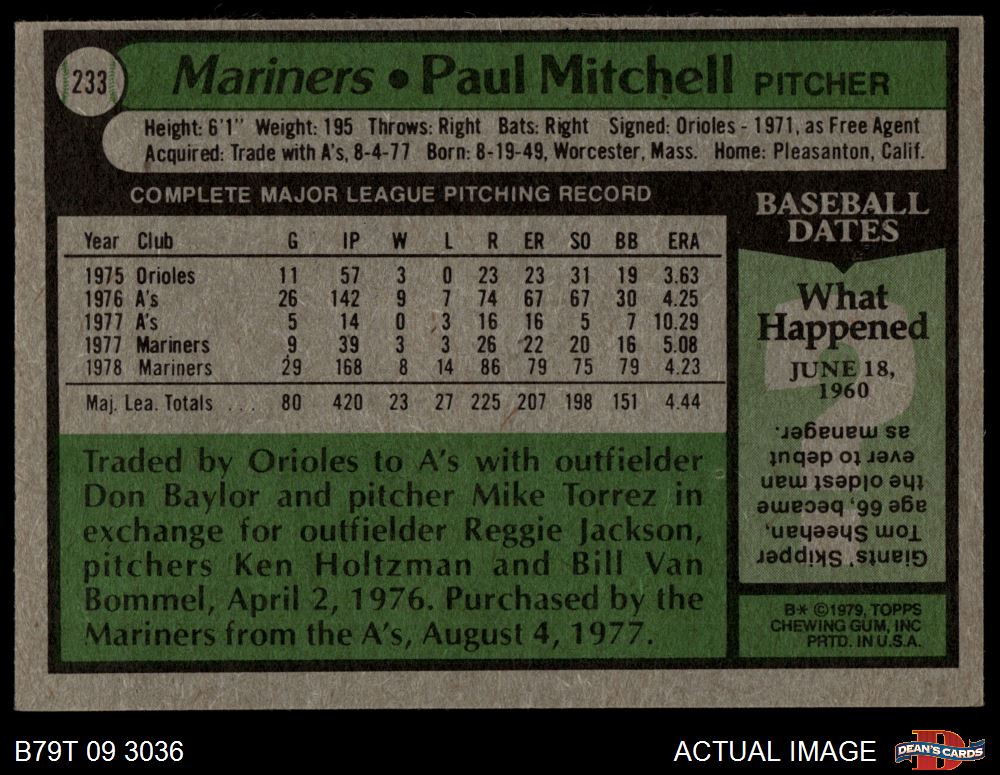 233
Mariners • Paul Mitchell PITCHER
Height: 6'1" Weight: 195 Throws: Right Bats: Right Signed: Orioles - 1971, as Free Agent
Acquired: Trade with A's, 8-4-77 Born: 8-19-49, Worcester, Mass. Home: Pleasanton, Calif.
COMPLETE MAJOR LEAGUE PITCHING RECORD
Year Club G IP W L R ER SO BB ERA
1975 Orioles 11 57 3 0 23 23 31 19 3.63
1976 A's 26 142 9 7 74 67 67 30 4.25
1977 A's 5 14 0 3 16 16 5 7 10.29
1977 Mariners 9 39 3 3 26 22 20 16 5.08
1978 Mariners 29 168 8 14 86 79 75 79 4.23
Maj. Lea. Totals ... 80 420 23 27 225 207 198 151 4.44
Traded by Orioles to A's with outfielder
Don Baylor and pitcher Mike Torrez in
exchange for outfielder Reggie Jackson,
pitchers Ken Holtzman and Bill Van
Bommel, April 2, 1976. Purchased by the
Mariners from the A's, August 4, 1977.
BASEBALL
DATES
What
Happened
JUNE 18,
1960
Giants' Skipper
Tom Sheehan,
age 66, became
the oldest man
ever to debut
as manager.
B* ©1979, TOPPS
CHEWING GUM, INC
PRTD. IN U.S.A.
B79T 09 3036
ACTUAL IMAGE
DEAN'S CARDS